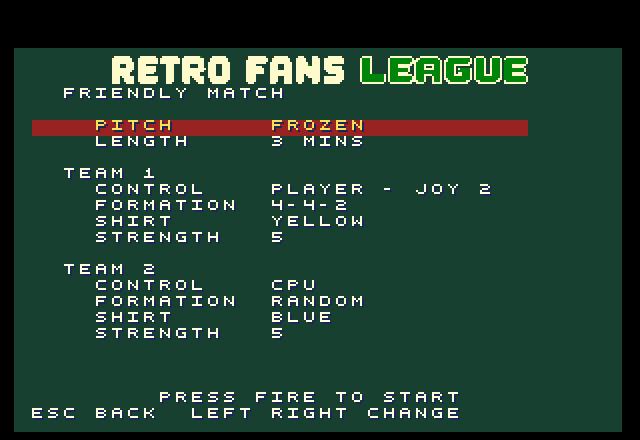 RETRO FANS LEAGUE
FRIENDLY MATCH
PITCH FROZEN
LENGTH 3 MINS
TEAM 1
CONTROL PLAYER - JOY 2
FORMATION 4-4-2
SHIRT YELLOW
STRENGTH 5
TEAM 2
CONTROL CPU
FORMATION RANDOM
SHIRT BLUE
STRENGTH 5
PRESS FIRE TO START
ESC BACK LEFT RIGHT CHANGE